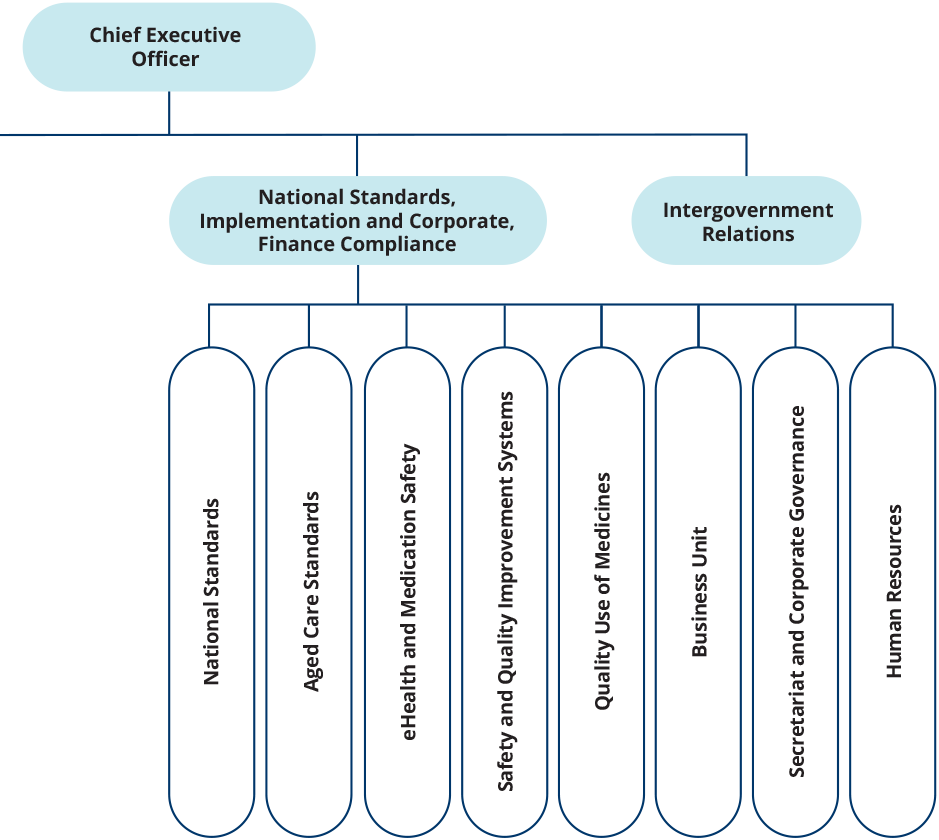 Chief Executive
Officer
National Standards,
Implementation and Corporate,
Finance Compliance
Intergovernment
Relations
National Standards
Aged Care Standards
eHealth and Medication Safety
Safety and Quality Improvement Systems
Quality Use of Medicines
Business Unit
Secretariat and Corporate Governance
Human Resources